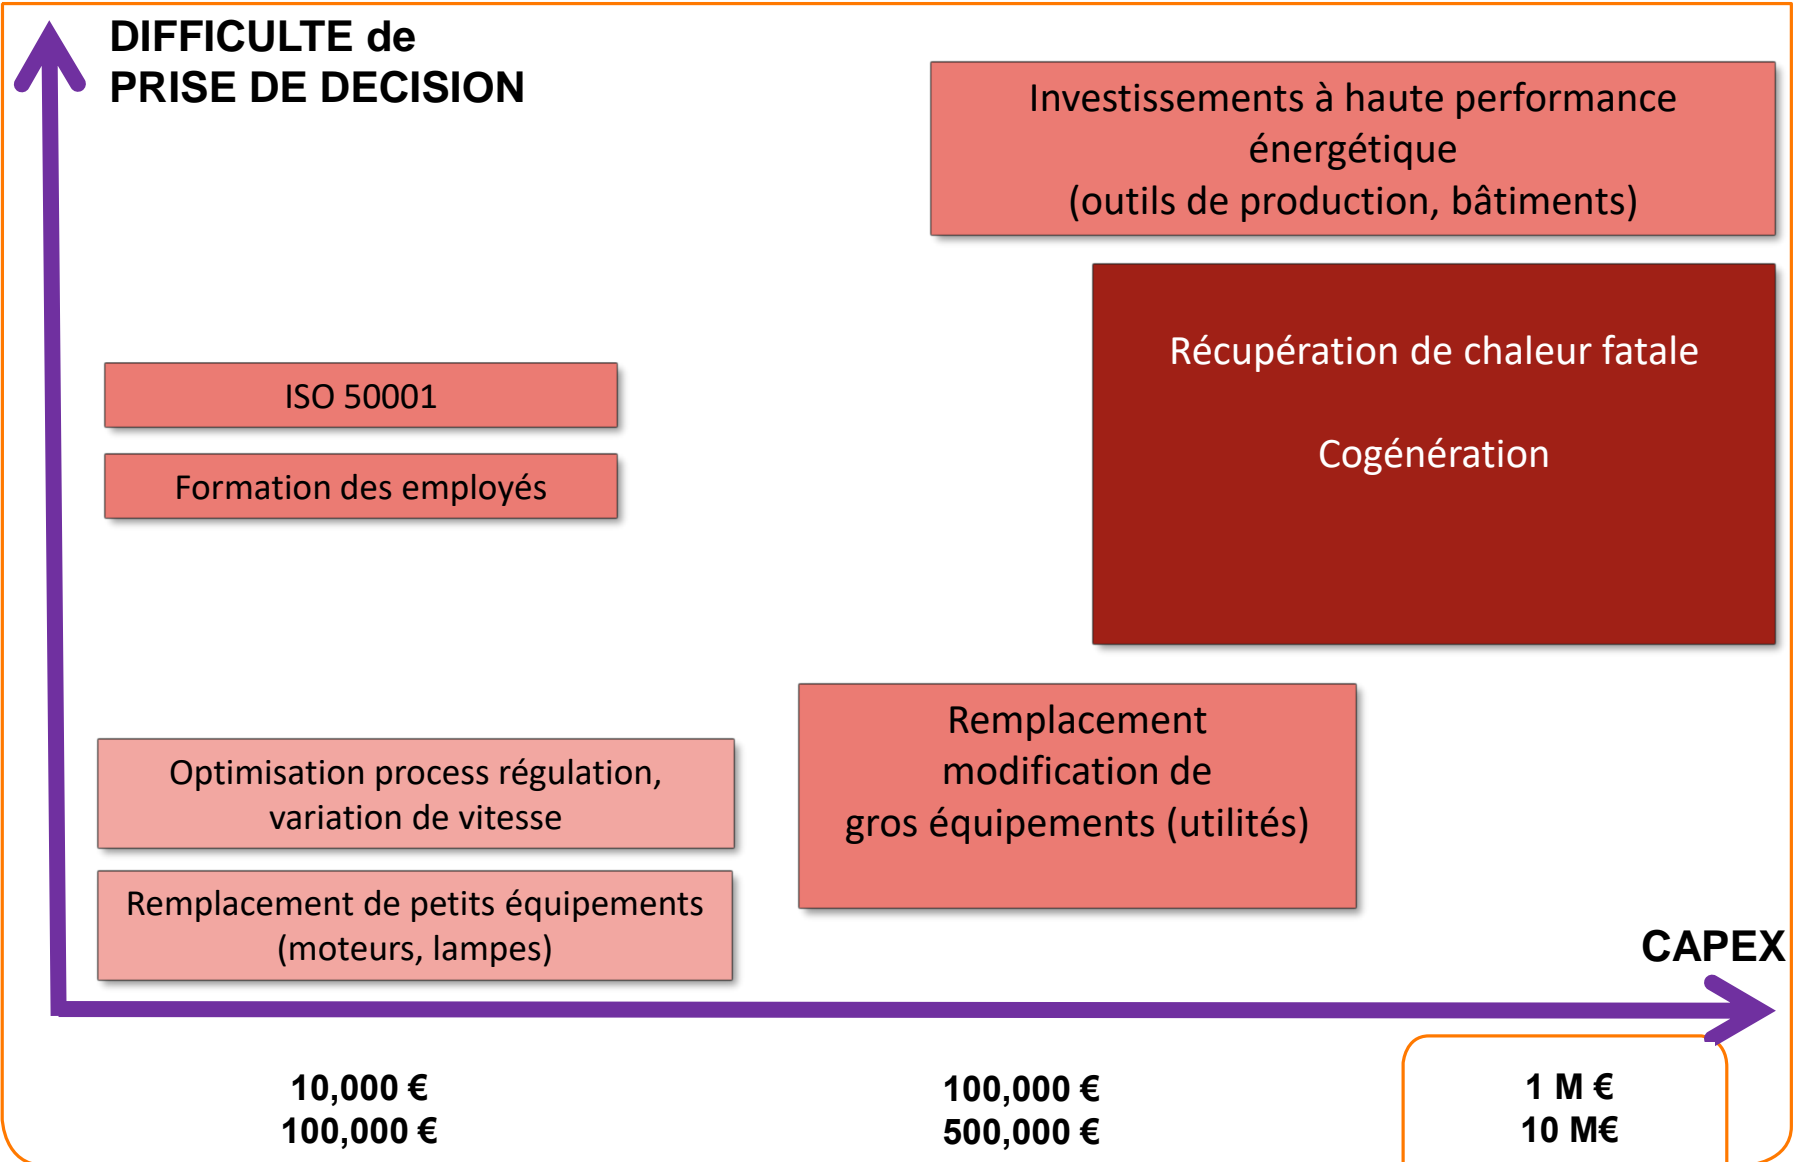 DIFFICULTE de
PRISE DE DECISION
Investissements à haute performance
énergétique
(outils de production, bâtiments)
Récupération de chaleur fatale
Cogénération
ISO 50001
Formation des employés
Remplacement
modification de
gros équipements (utilités)
Optimisation process régulation,
variation de vitesse
Remplacement de petits équipements
(moteurs, lampes)
CAPEX
10,000 €
100,000 €
100,000 €
500,000 €
1 M €
10 M€